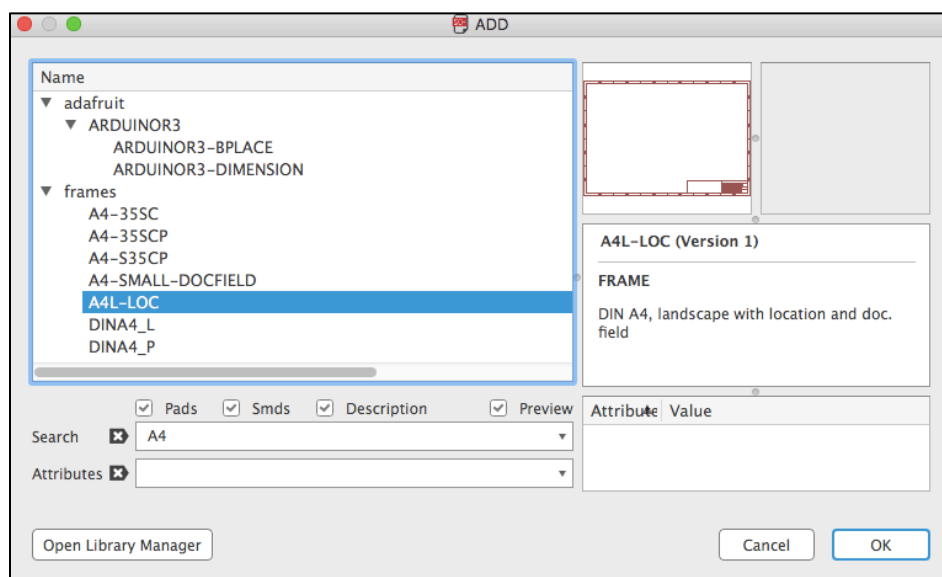 ADD
Name
adafruit
ARDUINOR3
ARDUINOR3-BPLACE
ARDUINOR3-DIMENSION
frames
A4-35SC
A4-35SCP
A4-S35CP
A4-SMALL-DOCFIELD
A4L-LOC
DINA4_L
DINA4_P
A4L-LOC (Version 1)
FRAME
DIN A4, landscape with location and doc.
field
Pads Smds Description Preview
Search A4
Attributes
Attribute Value
Open Library Manager
Cancel OK